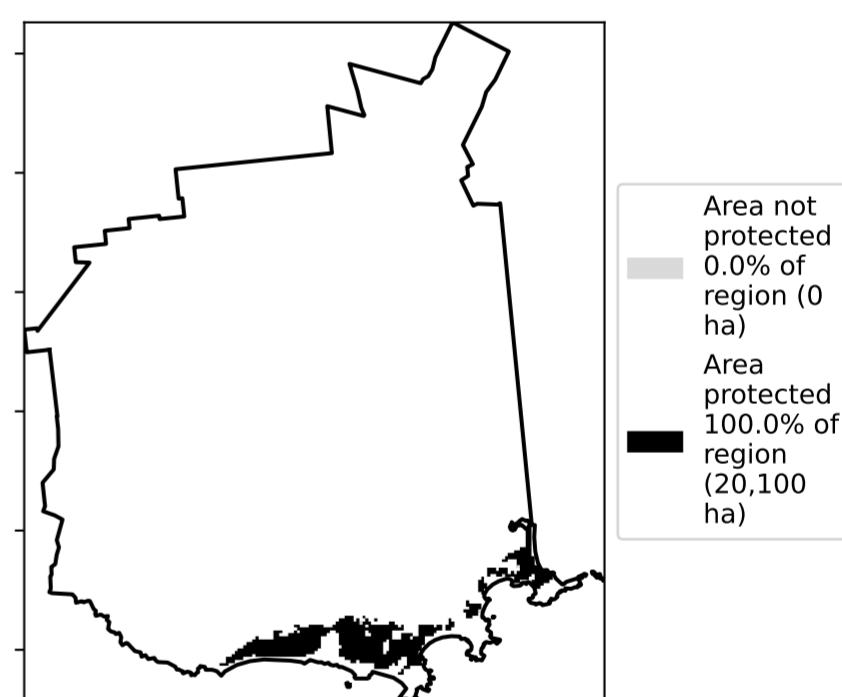 Area not
protected
0.0% of
region (0
ha)
Area
protected
100.0% of
region
(20,100
ha)